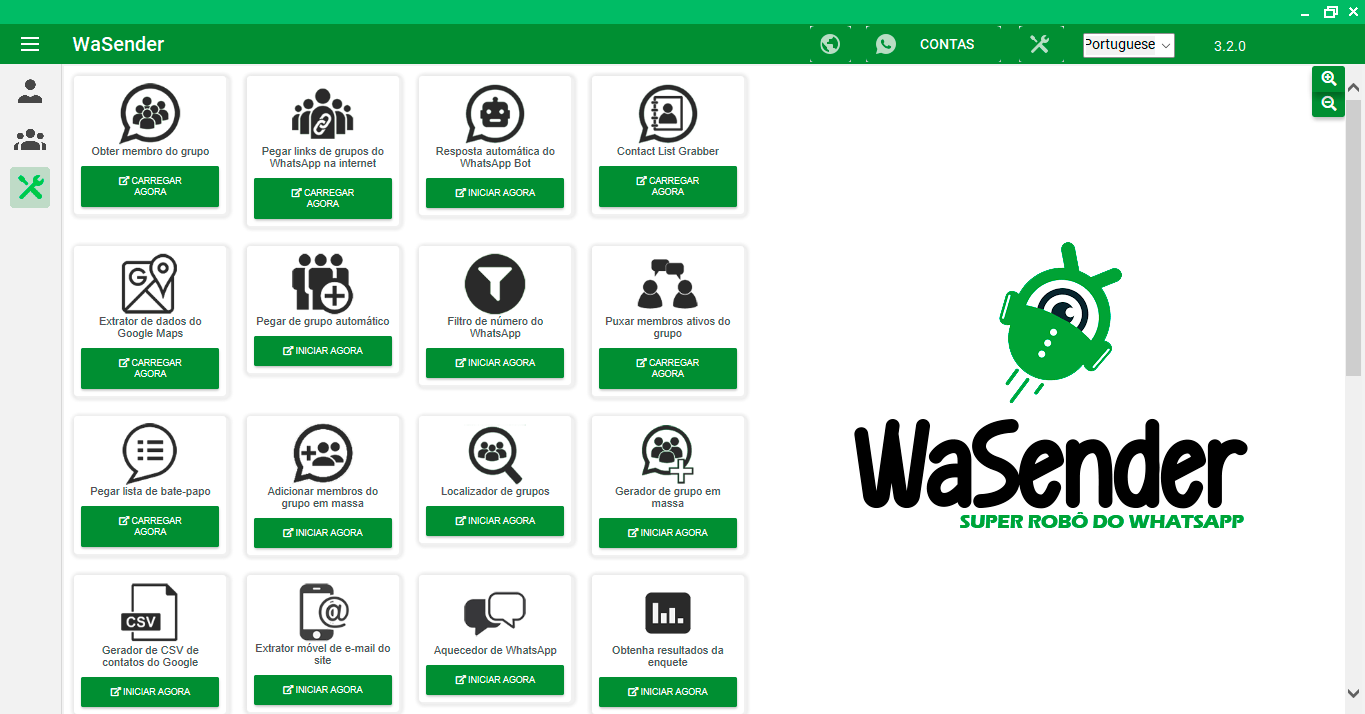 WaSender
CONTAS
Portuguese
3.2.0
Obter membro do grupo
CARREGAR
AGORA
Pegar links de grupos do
WhatsApp na internet
CARREGAR
AGORA
Resposta automática do
WhatsApp Bot
INICIAR AGORA
Contact List Grabber
CARREGAR
AGORA
G
Extrator de dados do
Google Maps
CARREGAR
AGORA
Pegar de grupo automático
INICIAR AGORA
Filtro de número do
WhatsApp
INICIAR AGORA
Puxar membros ativos do
grupo
CARREGAR
AGORA
Pegar lista de bate-papo
CARREGAR
AGORA
Adicionar membros do
grupo em massa
INICIAR AGORA
Localizador de grupos
INICIAR AGORA
Gerador de grupo em
massa
INICIAR AGORA
CSV
Gerador de CSV de
contatos do Google
INICIAR AGORA
@
Extrator móvel de e-mail do
site
INICIAR AGORA
Aquecedor de WhatsApp
INICIAR AGORA
Obtenha resultados da
enquete
INICIAR AGORA
WaSender
SUPER ROBÔ DO WHATSAPP